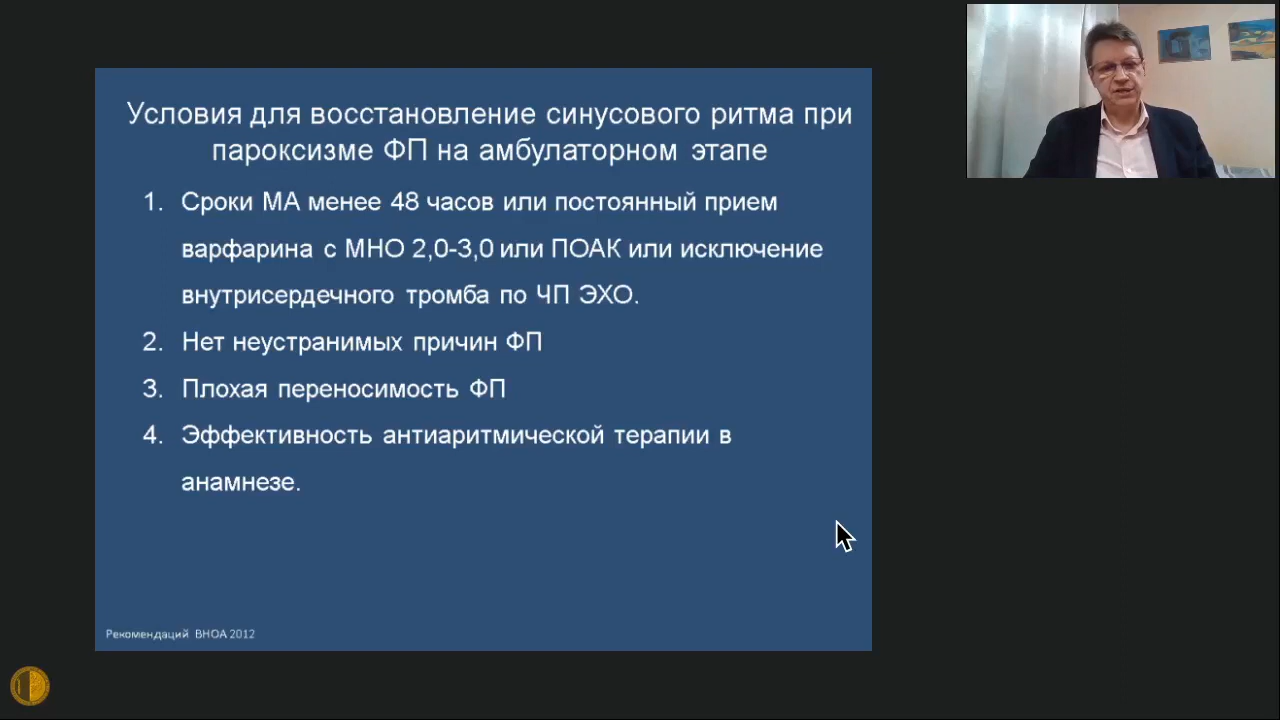 Условия для восстановление синусового ритма при
пароксизме ФП на амбулаторном этапе
1. Сроки МА менее 48 часов или постоянный прием
варфарина с МНО 2,0-3,0 или ПОАК или исключение
внутрисердечного тромба по ЧП ЭХО.
2. Нет неустранимых причин ФП
3. Плохая переносимость ФП
4. Эффективность антиаритмической терапии в
анамнезе.
Рекомендаций ВНОА 2012